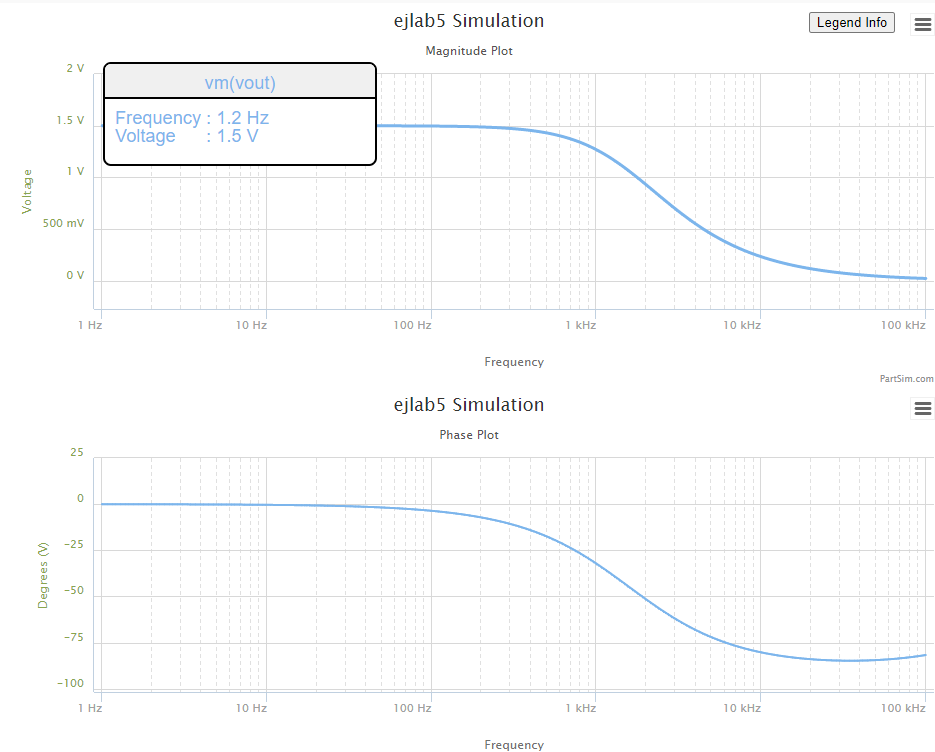 ejlab5 Simulation
Legend Info
Magnitude Plot
vm(vout)
Frequency : 1.2 Hz
Voltage : 1.5 V
2 V
1.5 V
1 V
500 mV
0 V
Voltage
1 Hz
10 Hz
100 Hz
1 kHz
10 kHz
100 kHz
Frequency
PartSim.com
ejlab5 Simulation
Phase Plot
25
0
−25
−50
−75
−100
Degrees (V)
1 Hz
10 Hz
100 Hz
1 kHz
10 kHz
100 kHz
Frequency